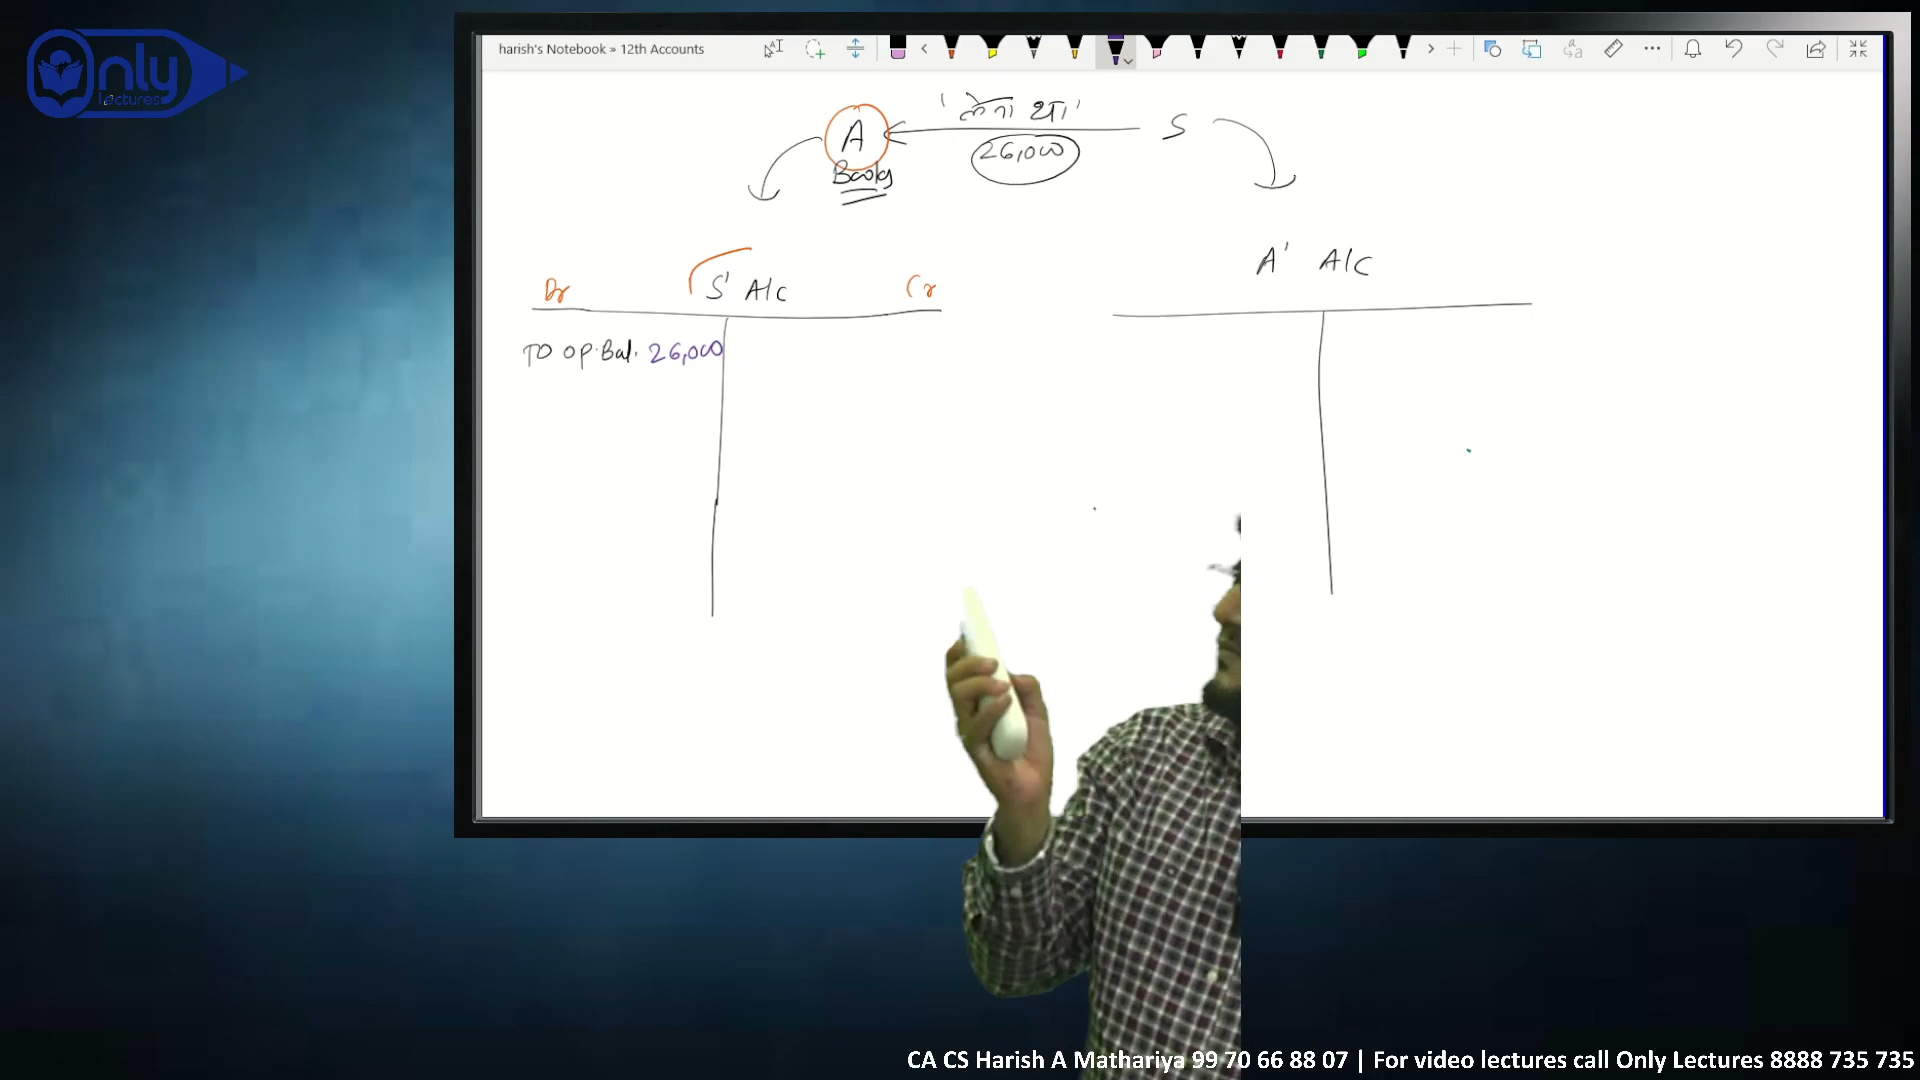 Only
lectures
harish's Notebook » 12th Accounts
A
'लेना था'
S
26,000
Books
Dr
S' A/C
Cr
A' A/C
TO OP. Bal. 26,000
CA CS Harish A Mathariya 99 70 66 88 07 | For video lectures call Only Lectures 8888 735 735